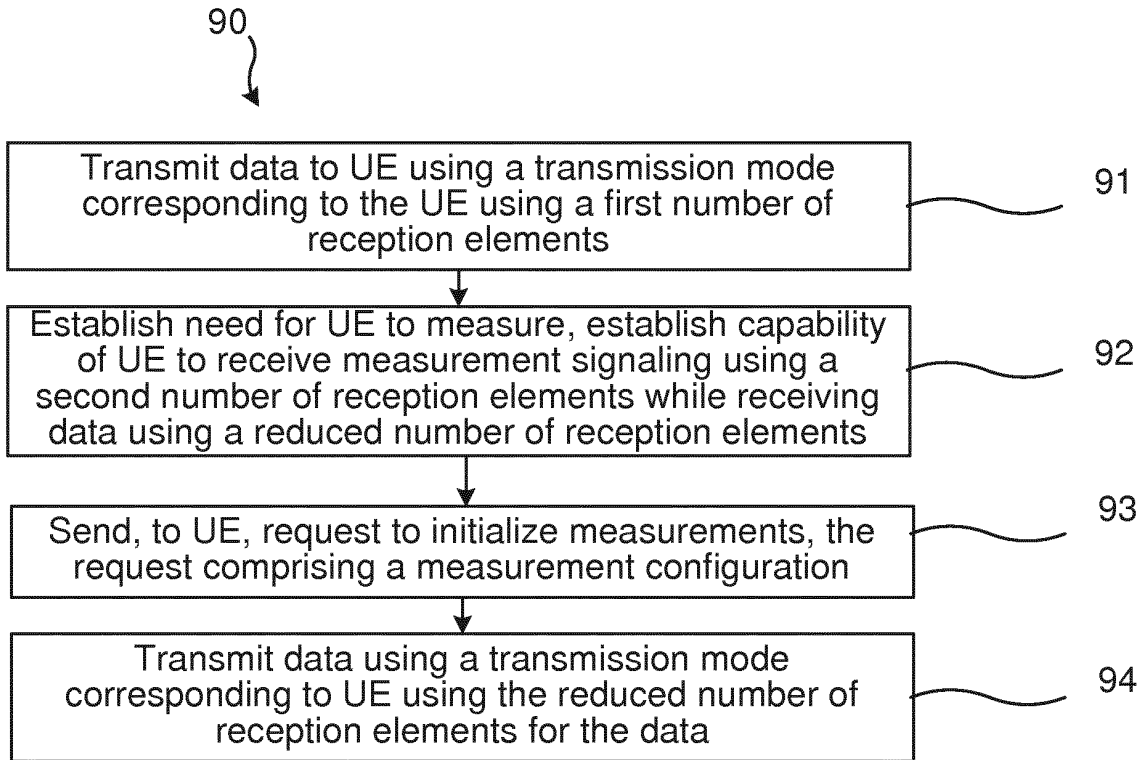 90
Transmit data to UE using a transmission mode
corresponding to the UE using a first number of
reception elements
91
Establish need for UE to measure, establish capability
of UE to receive measurement signaling using a
second number of reception elements while receiving
data using a reduced number of reception elements
92
Send, to UE, request to initialize measurements, the
request comprising a measurement configuration
93
Transmit data using a transmission mode
corresponding to UE using the reduced number of
reception elements for the data
94